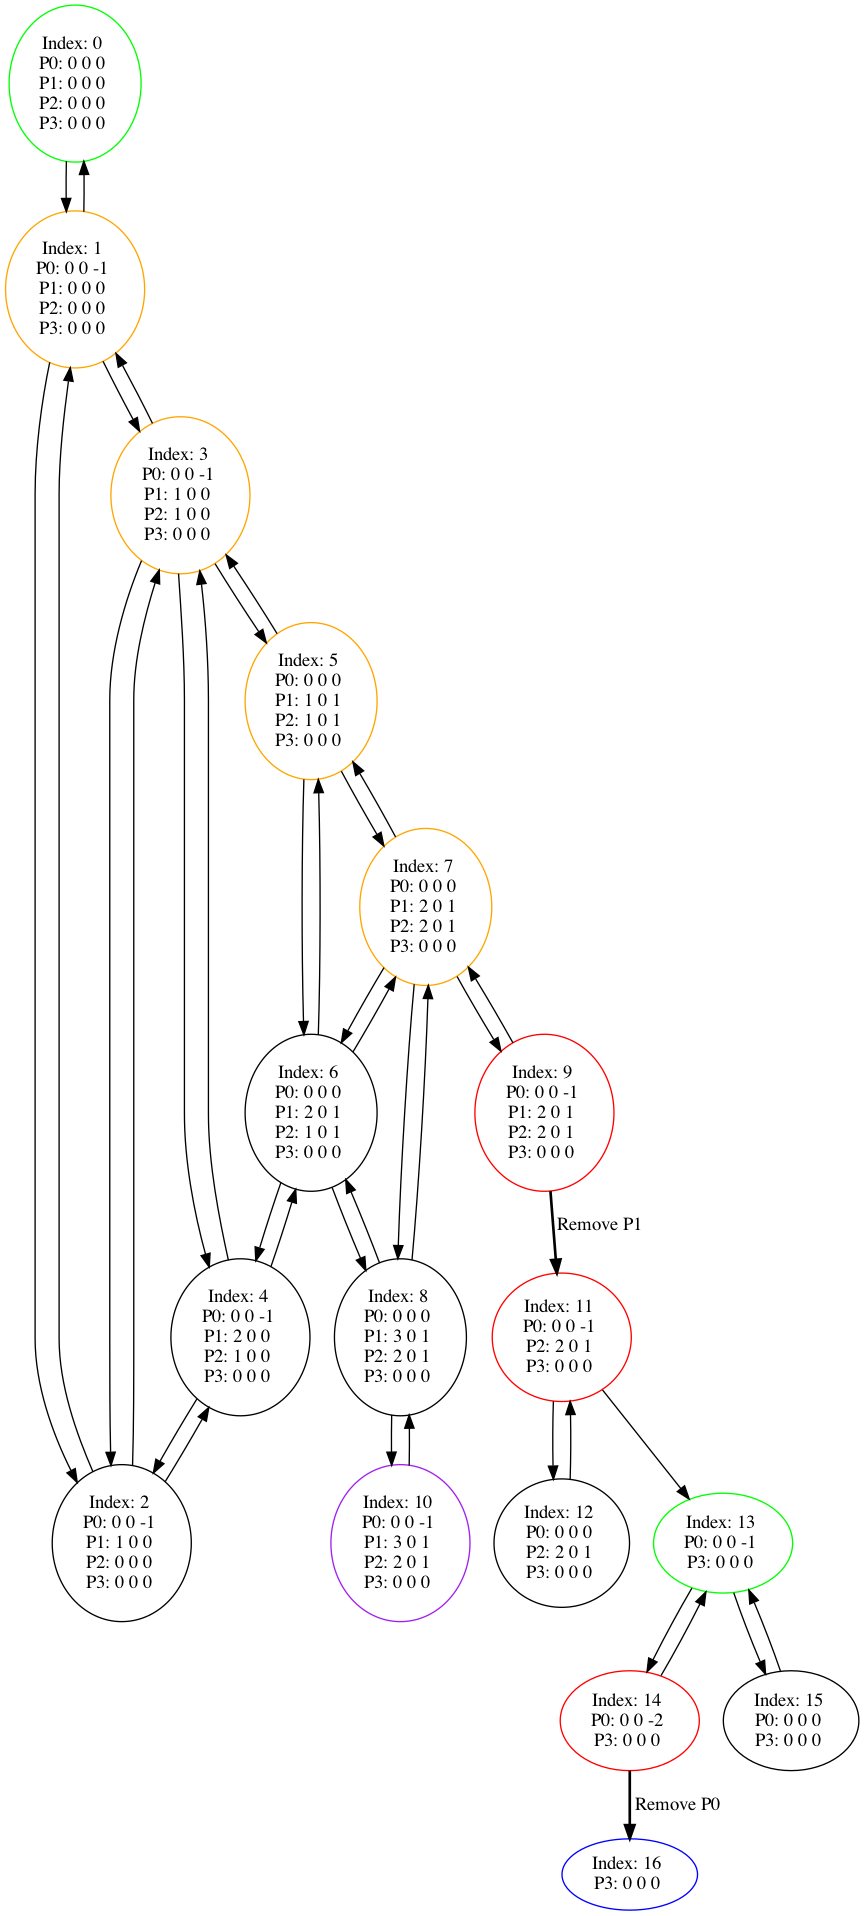 Index: 0
P0: 0 0 0
P1: 0 0 0
P2: 0 0 0
P3: 0 0 0
Index: 1
P0: 0 0 -1
P1: 0 0 0
P2: 0 0 0
P3: 0 0 0
Index: 3
P0: 0 0 -1
P1: 1 0 0
P2: 1 0 0
P3: 0 0 0
Index: 5
P0: 0 0 0
P1: 1 0 1
P2: 1 0 1
P3: 0 0 0
Index: 7
P0: 0 0 0
P1: 2 0 1
P2: 2 0 1
P3: 0 0 0
Index: 6
P0: 0 0 0
P1: 2 0 1
P2: 1 0 1
P3: 0 0 0
Index: 9
P0: 0 0 -1
P1: 2 0 1
P2: 2 0 1
P3: 0 0 0
Remove P1
Index: 4
P0: 0 0 -1
P1: 2 0 0
P2: 1 0 0
P3: 0 0 0
Index: 8
P0: 0 0 0
P1: 3 0 1
P2: 2 0 1
P3: 0 0 0
Index: 11
P0: 0 0 -1
P2: 2 0 1
P3: 0 0 0
Index: 2
P0: 0 0 -1
P1: 1 0 0
P2: 0 0 0
P3: 0 0 0
Index: 10
P0: 0 0 -1
P1: 3 0 1
P2: 2 0 1
P3: 0 0 0
Index: 12
P0: 0 0 0
P2: 2 0 1
P3: 0 0 0
Index: 13
P0: 0 0 -1
P3: 0 0 0
Index: 14
P0: 0 0 -2
P3: 0 0 0
Index: 15
P0: 0 0 0
P3: 0 0 0
Remove P0
Index: 16
P3: 0 0 0